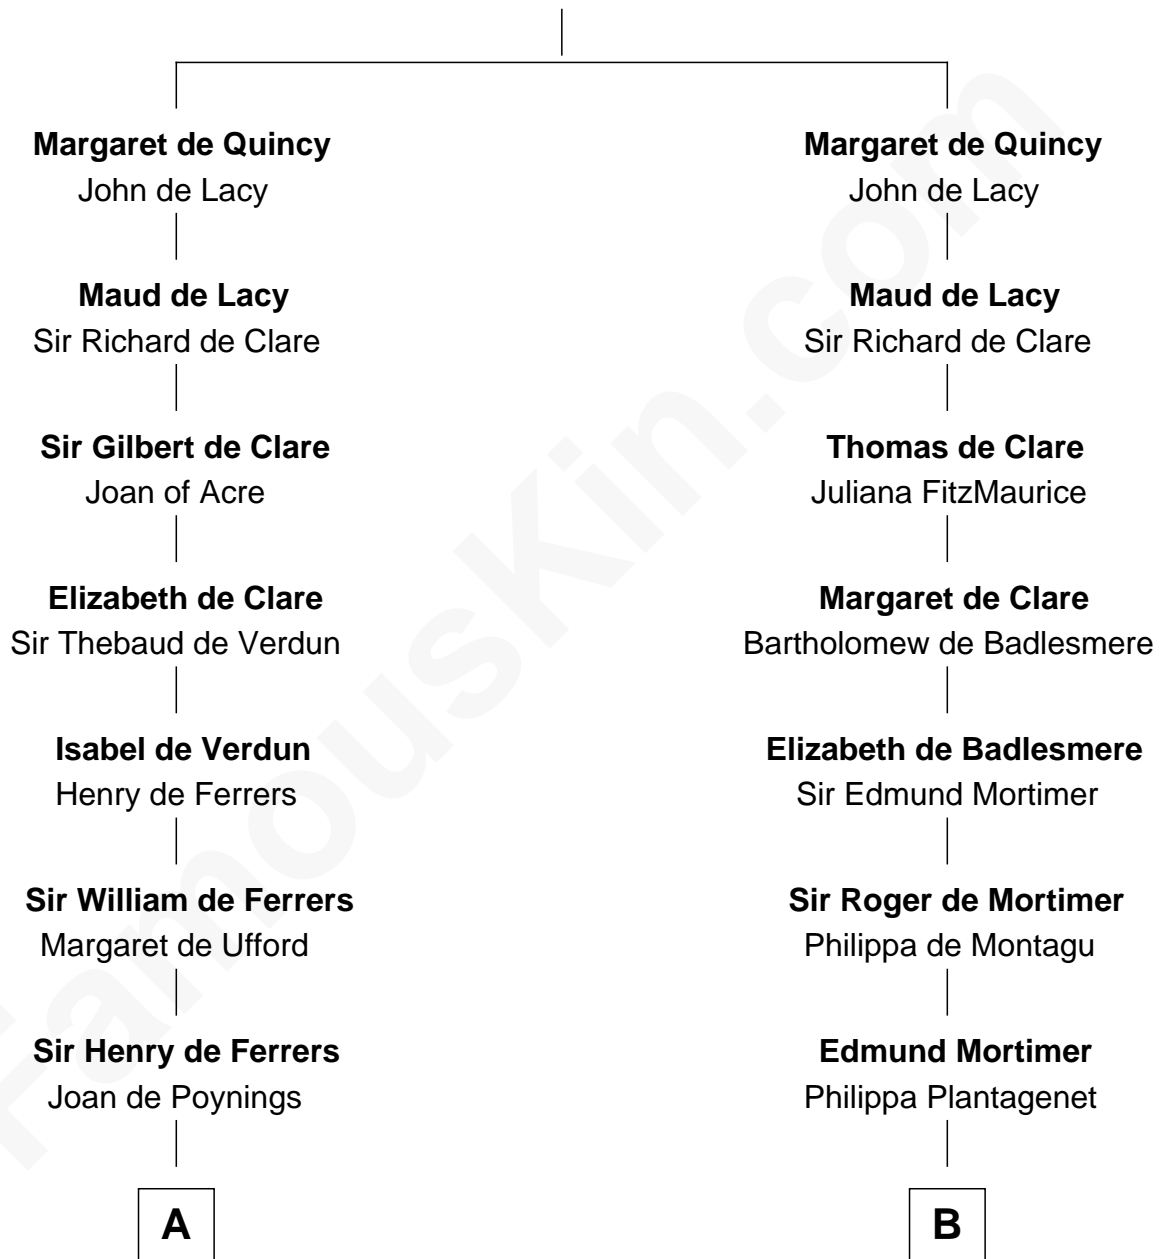 Margaret de Quincy
John de Lacy
Maud de Lacy
Sir Richard de Clare
Sir Gilbert de Clare
Joan of Acre
Elizabeth de Clare
Sir Thebaud de Verdun
Isabel de Verdun
Henry de Ferrers
Sir William de Ferrers
Margaret de Ufford
Sir Henry de Ferrers
Joan de Poynings
A
Margaret de Quincy
John de Lacy
Maud de Lacy
Sir Richard de Clare
Thomas de Clare
Juliana FitzMaurice
Margaret de Clare
Bartholomew de Badlesmere
Elizabeth de Badlesmere
Sir Edmund Mortimer
Sir Roger de Mortimer
Philippa de Montagu
Edmund Mortimer
Philippa Plantagenet
B
FamousKin.com